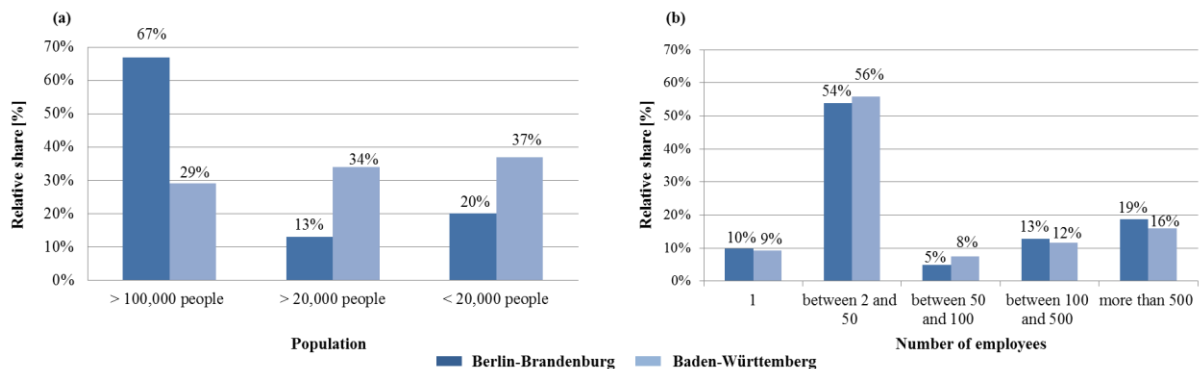 (a)
Relative share [%]
70%
60%
50%
40%
30%
20%
10%
0%
67%
29%
13%
34%
20%
37%
> 100,000 people
> 20,000 people
< 20,000 people
Population
(b)
Relative share [%]
70%
60%
50%
40%
30%
20%
10%
0%
10%
9%
54%
56%
5%
8%
13%
12%
19%
16%
1
between 2 and
50
between 50
and 100
between 100
and 500
more than 500
Number of employees
Berlin-Brandenburg
Baden-Württemberg